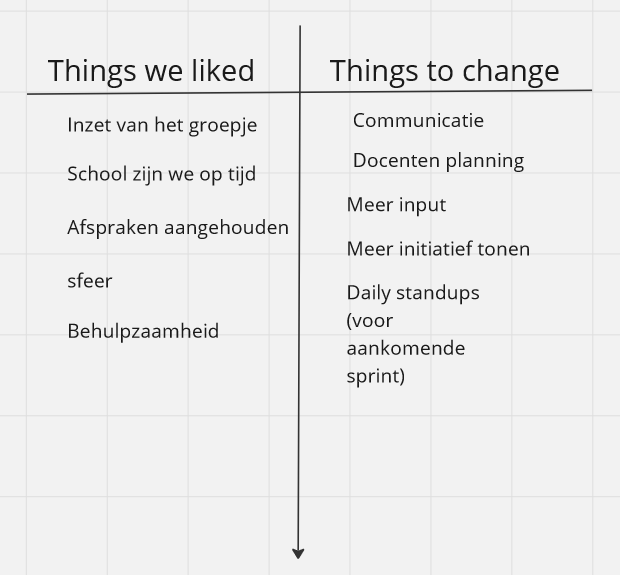 Things we liked
Inzet van het groepje
School zijn we op tijd
Afspraken aangehouden
sfeer
Behulpzaamheid
Things to change
Communicatie
Docenten planning
Meer input
Meer initiatief tonen
Daily standups
(voor
aankomende
sprint)